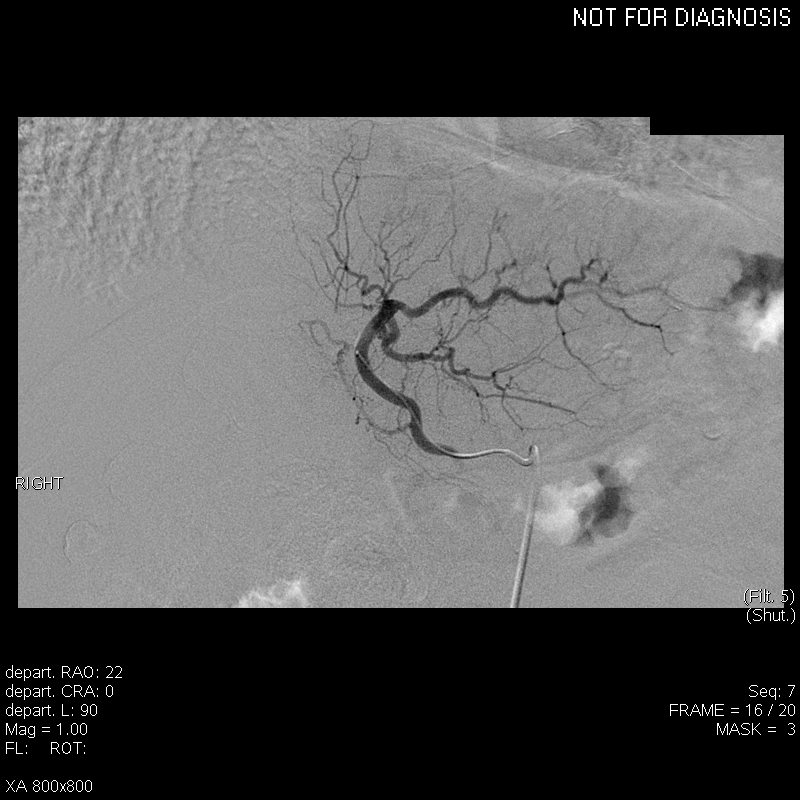 NOT FOR DIAGNOSIS
RIGHT
(Filt. 5)
(Shut.)
depart. RAO: 22
depart. CRA: 0
depart. L: 90
Mag = 1.00
FL: ROT:
XA 800x800
Seq: 7
FRAME = 16 / 20
MASK = 3